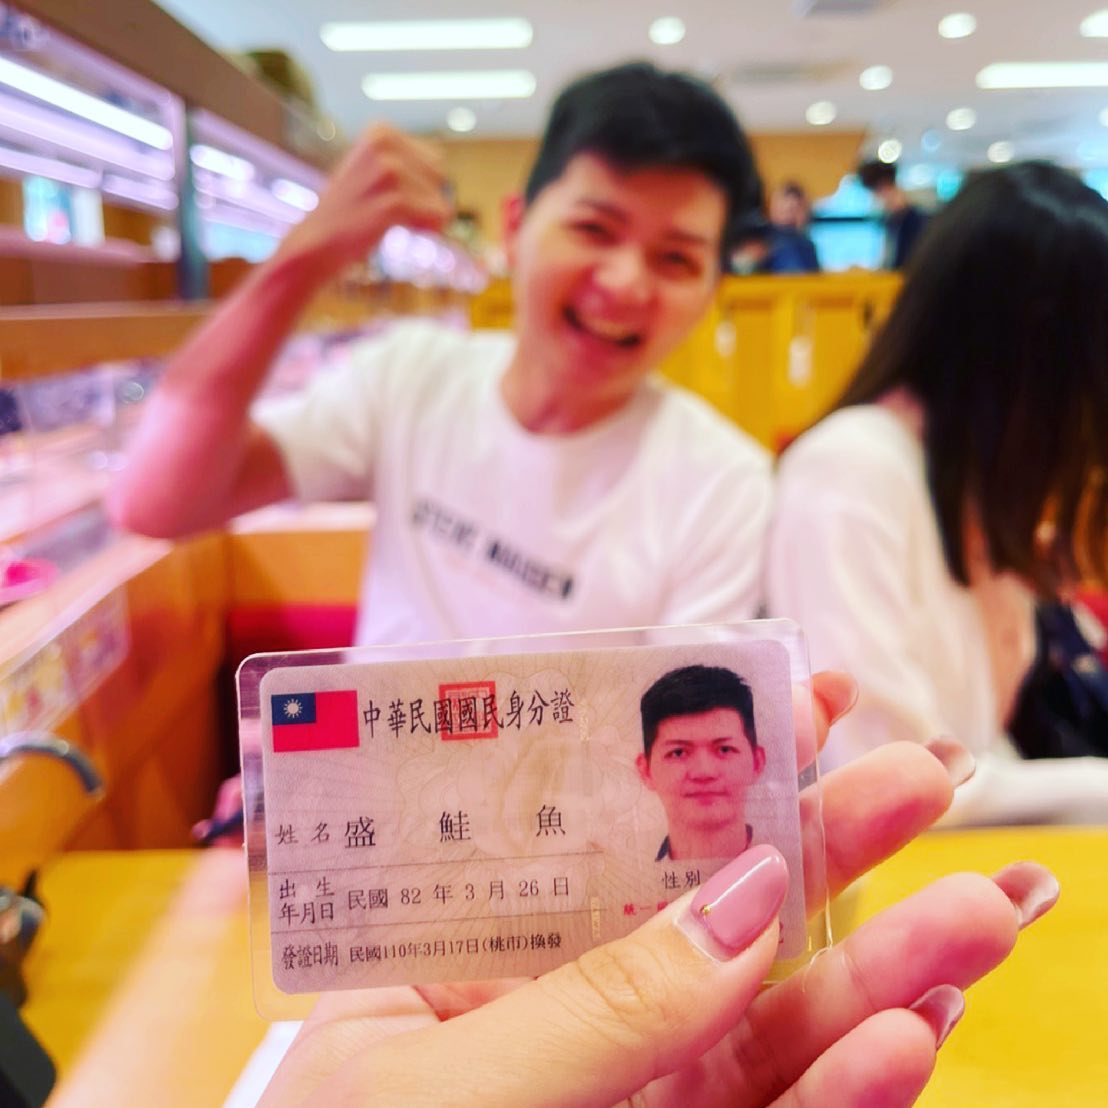 中華民國國民身分證
姓名 盛 鮭 魚
出生
年月日 民國 82 年 3 月 26 日
發證日期 民國110年3月17日(桃市)換發
性別
統一